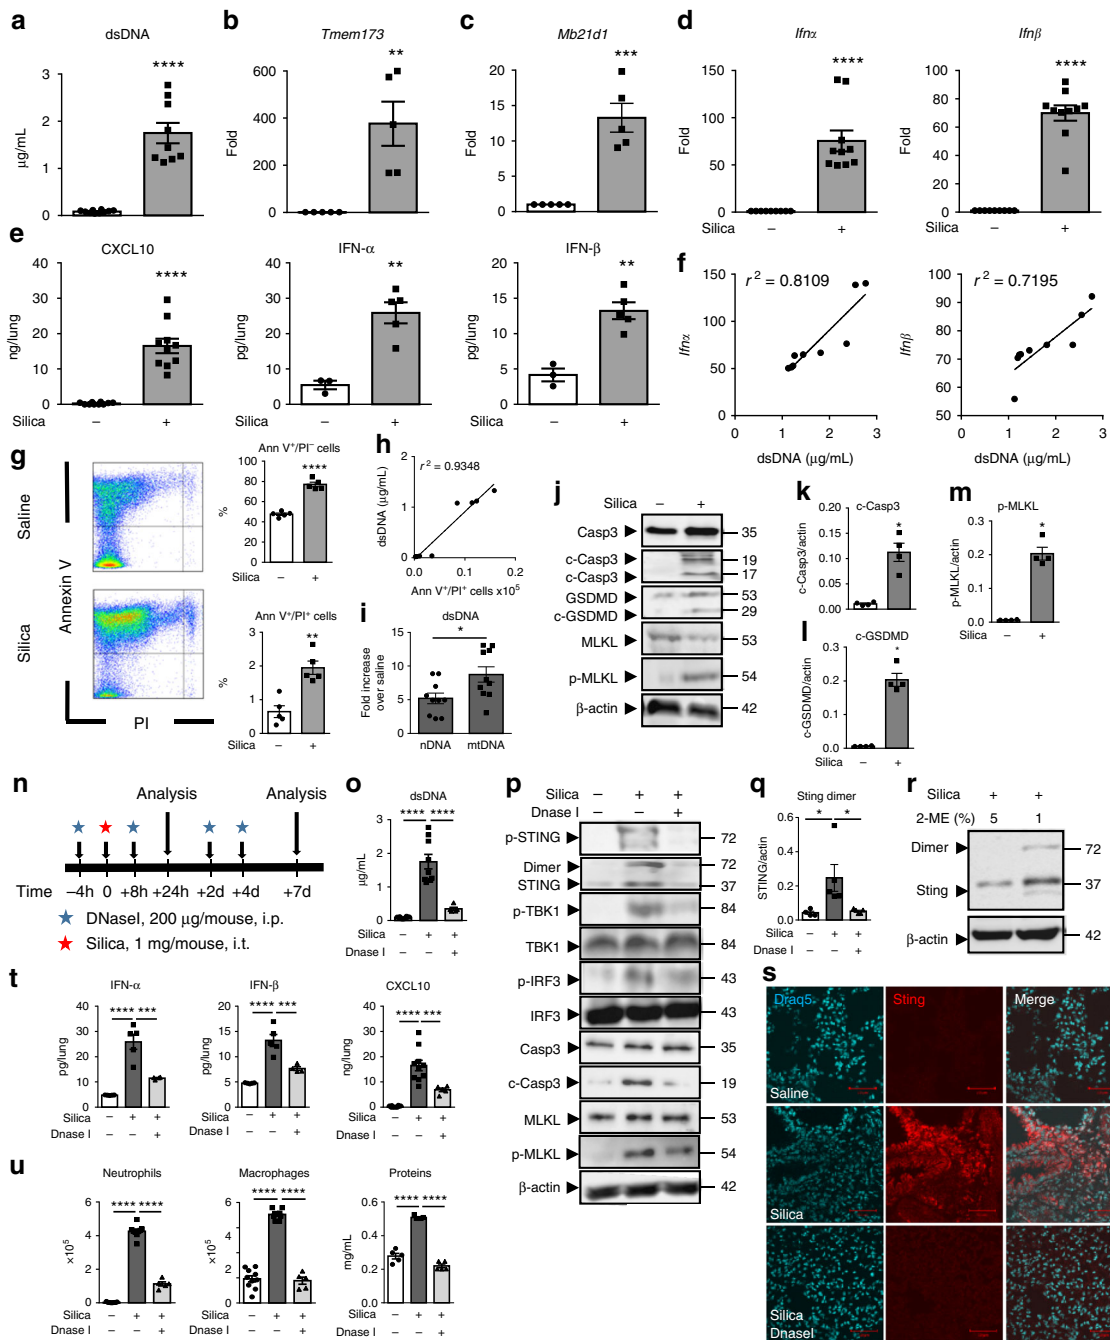 a
dsDNA
****
μg/mL
3
2
1
0
b
Tmem173
**
Fold
600
400
200
0
c
Mb21d1
***
Fold
20
15
10
5
0
d
Ifnα
****
Fold
150
100
50
0
Silica – +
Ifnβ
****
Fold
100
80
60
40
20
0
– +
e
CXCL10
****
ng/lung
40
30
20
10
0
Silica – +
IFN-α
**
pg/lung
40
30
20
10
0
Silica – +
IFN-β
**
pg/lung
20
15
10
5
0
Silica – +
f
r² = 0.8109
Ifnα
150
100
50
0
0 1 2 3
dsDNA (μg/mL)
r² = 0.7195
Ifnβ
100
90
80
70
60
50
0 1 2 3
dsDNA (μg/mL)
g
Saline
Silica
Annexin V
PI
Ann V⁺/PI⁻ cells
****
%
100
80
60
40
20
0
Silica – +
Ann V⁺/PI⁺ cells
**
%
3
2
1
0
Silica – +
h
r² = 0.9348
dsDNA (μg/mL)
2
1
0
0.0 0.1 0.2
Ann V⁺/PI⁺ cells x10⁵
i
dsDNA
*
Fold increase
over saline
15
10
5
0
nDNA mtDNA
j
Silica – +
Casp3 35
c-Casp3 19
c-Casp3 17
GSDMD 53
c-GSDMD 29
MLKL 53
p-MLKL 54
β-actin 42
k
c-Casp3
*
c-Casp3/actin
0.15
0.10
0.05
0.00
Silica – +
l
c-GSDMD
*
c-GSDMD/actin
0.3
0.2
0.1
0.0
Silica – +
m
p-MLKL
*
p-MLKL/actin
0.3
0.2
0.1
0.0
Silica – +
n
Analysis Analysis
Time –4h 0 +8h +24h +2d +4d +7d
DNaseI, 200 μg/mouse, i.p.
Silica, 1 mg/mouse, i.t.
o
dsDNA
**** ****
μg/mL
3
2
1
0
Silica – + +
Dnase I – – +
p
Silica – + +
Dnase I – – +
p-STING 72
Dimer 72
STING 37
p-TBK1 84
TBK1 84
p-IRF3 43
IRF3 43
Casp3 35
c-Casp3 19
MLKL 53
p-MLKL 54
β-actin 42
q
Sting dimer
* *
STING/actin
0.6
0.4
0.2
0.0
Silica – + +
Dnase I – – +
r
Silica + +
2-ME (%) 5 1
Dimer 72
Sting 37
β-actin 42
s
Draq5 Sting Merge
Saline
Silica
Silica
DnaseI
t
IFN-α
**** ***
pg/lung
40
30
20
10
0
Silica – + +
Dnase I – – +
IFN-β
**** ***
pg/lung
20
15
10
5
0
– + +
– – +
CXCL10
**** ***
ng/lung
40
30
20
10
0
Silica – + +
Dnase I – – +
u
Neutrophils
**** ****
×10⁵
6
4
2
0
– + +
– – +
Macrophages
**** ****
×10⁵
6
4
2
0
– + +
– – +
Proteins
**** ****
mg/mL
0.6
0.4
0.2
0.0
Silica – + +
Dnase I – – +